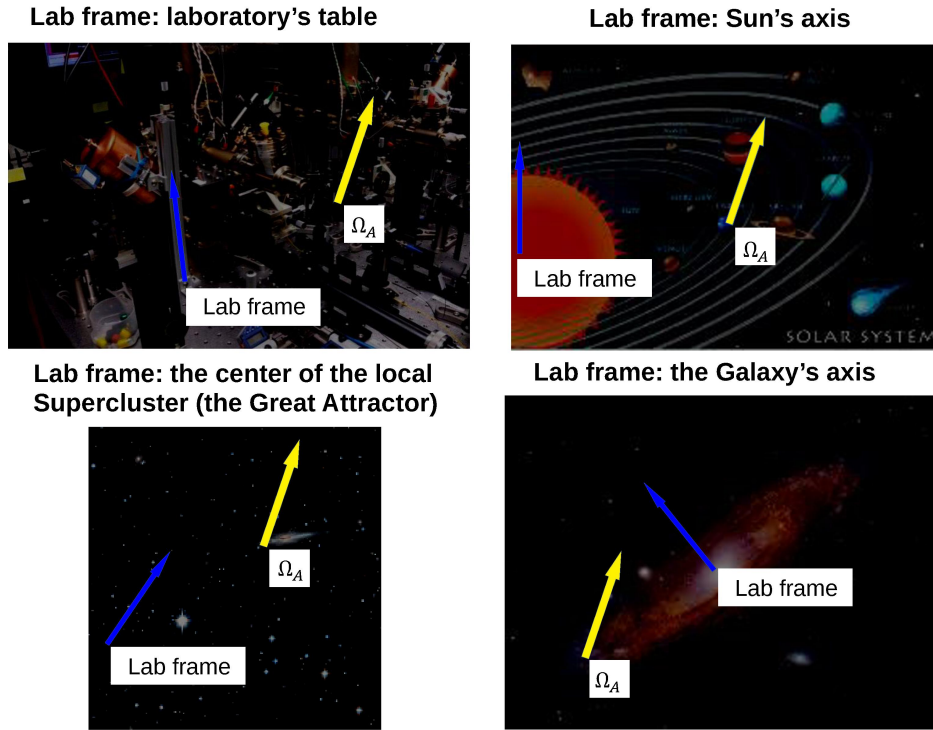 Lab frame: laboratory’s table
Lab frame: Sun’s axis
Ω_A
Lab frame
Ω_A
Lab frame
SOLAR SYSTEM
Lab frame: the center of the local
Supercluster (the Great Attractor)
Lab frame: the Galaxy’s axis
Ω_A
Lab frame
Lab frame
Ω_A